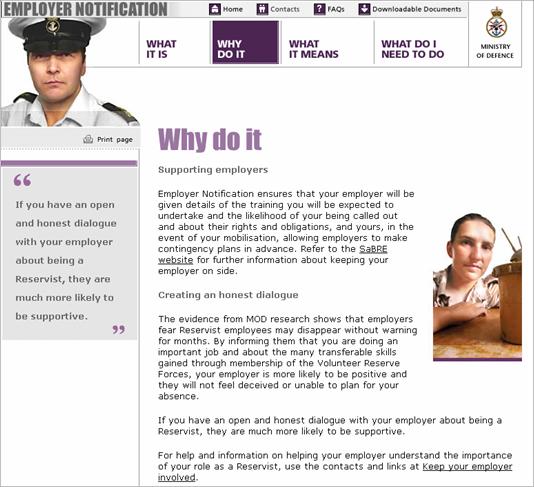 EMPLOYER NOTIFICATION
Home
Contacts
FAQs
Downloadable Documents
WHAT
IT IS
WHY
DO IT
WHAT
IT MEANS
WHAT DO I
NEED TO DO
MINISTRY
OF DEFENCE
Print page
“
If you have an open
and honest dialogue
with your employer
about being a
Reservist, they are
much more likely to
be supportive.
”
Why do it
Supporting employers
Employer Notification ensures that your employer will be
given details of the training you will be expected to
undertake and the likelihood of your being called out
and about their rights and obligations, and yours, in the
event of your mobilisation, allowing employers to make
contingency plans in advance. Refer to the SaBRE
website for further information about keeping your
employer on side.
Creating an honest dialogue
The evidence from MOD research shows that employers
fear Reservist employees may disappear without warning
for months. By informing them that you are doing an
important job and about the many transferable skills
gained through membership of the Volunteer Reserve
Forces, your employer is more likely to be positive and
they will not feel deceived or unable to plan for your
absence.
If you have an open and honest dialogue with your employer about being a
Reservist, they are much more likely to be supportive.
For help and information on helping your employer understand the importance
of your role as a Reservist, use the contacts and links at Keep your employer
involved.